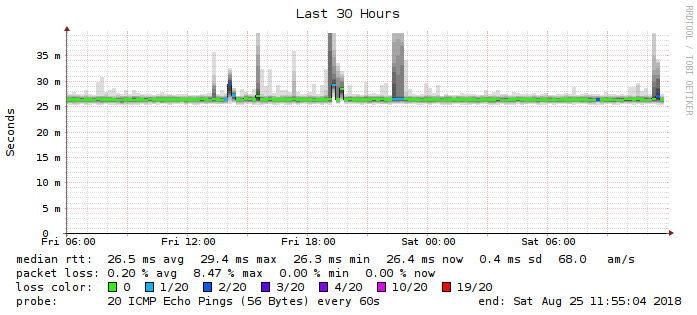 Last 30 Hours
RRDTOOL / TOBI OETIKER
Seconds
35 m
30 m
25 m
20 m
15 m
10 m
5 m
0
Fri 06:00 Fri 12:00 Fri 18:00 Sat 00:00 Sat 06:00
median rtt: 26.5 ms avg 29.4 ms max 26.3 ms min 26.4 ms now 0.4 ms sd 68.0 am/s
packet loss: 0.20 % avg 8.47 % max 0.00 % min 0.00 % now
loss color: 0 1/20 2/20 3/20 4/20 10/20 19/20
probe: 20 ICMP Echo Pings (56 Bytes) every 60s end: Sat Aug 25 11:55:04 2018